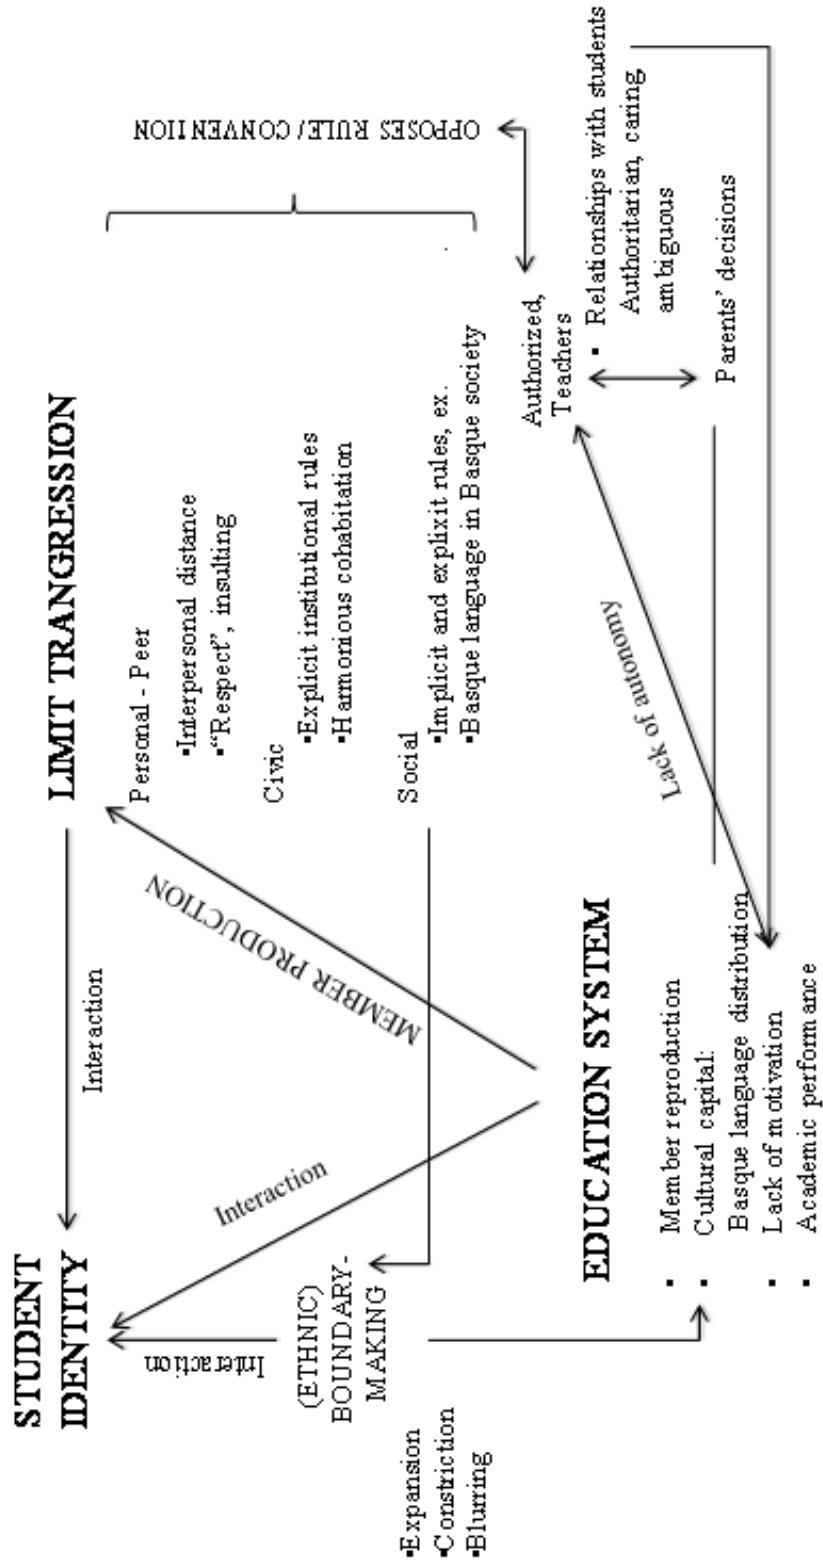 STUDENT
IDENTITY
Interaction
LIMIT TRANGRESSION
Interaction
(ETHNIC)
BOUNDARY-
MAKING
▪Expansion
▪Constriction
▪Blurring
Interaction
MEMBER PRODUCTION
Personal - Peer
▪Interpersonal distance
▪“Respect”, insulting
Civic
▪Explicit institutional rules
▪Harmonious cohabitation
Social
▪Implicit and explixit rules, ex.
▪Basque language in Basque society
OPPOSES RULE/CONVENTION
EDUCATION SYSTEM
▪ Member reproduction
▪ Cultural capital:
Basque language distribution
▪ Lack of motivation
▪ Academic performance
Lack of autonomy
Authorized,
Teachers
▪ Relationships with students
Authoritarian, caring,
ambiguous
Parents’ decisions